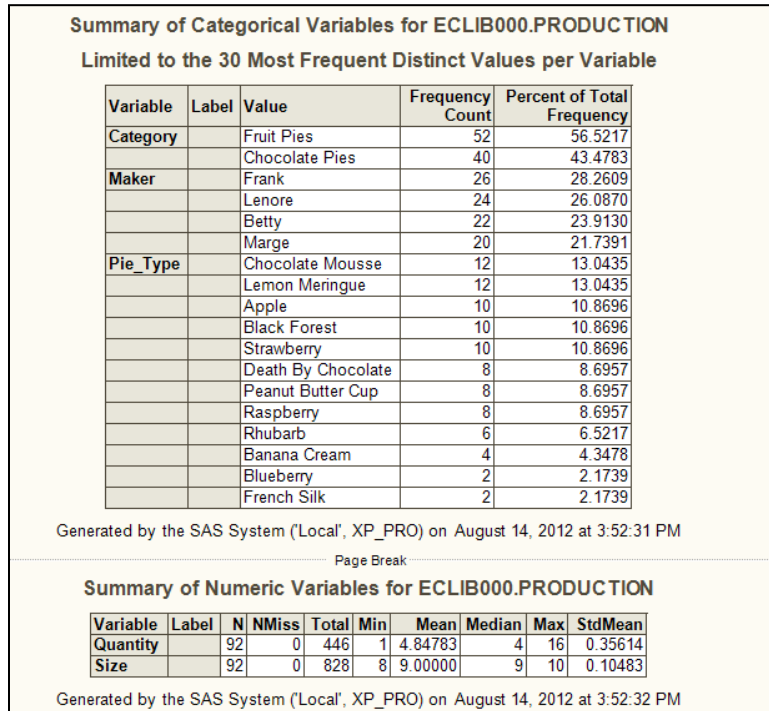 Summary of Categorical Variables for ECLIB000.PRODUCTION
Limited to the 30 Most Frequent Distinct Values per Variable
Variable Label Value Frequency Count Percent of Total Frequency
Category Fruit Pies 52 56.5217
Chocolate Pies 40 43.4783
Maker Frank 26 28.2609
Lenore 24 26.0870
Betty 22 23.9130
Marge 20 21.7391
Pie_Type Chocolate Mousse 12 13.0435
Lemon Meringue 12 13.0435
Apple 10 10.8696
Black Forest 10 10.8696
Strawberry 10 10.8696
Death By Chocolate 8 8.6957
Peanut Butter Cup 8 8.6957
Raspberry 8 8.6957
Rhubarb 6 6.5217
Banana Cream 4 4.3478
Blueberry 2 2.1739
French Silk 2 2.1739
Generated by the SAS System ('Local', XP_PRO) on August 14, 2012 at 3:52:31 PM
Page Break
Summary of Numeric Variables for ECLIB000.PRODUCTION
Variable Label N NMiss Total Min Mean Median Max StdMean
Quantity 92 0 446 1 4.84783 4 16 0.35614
Size 92 0 828 8 9.00000 9 10 0.10483
Generated by the SAS System ('Local', XP_PRO) on August 14, 2012 at 3:52:32 PM